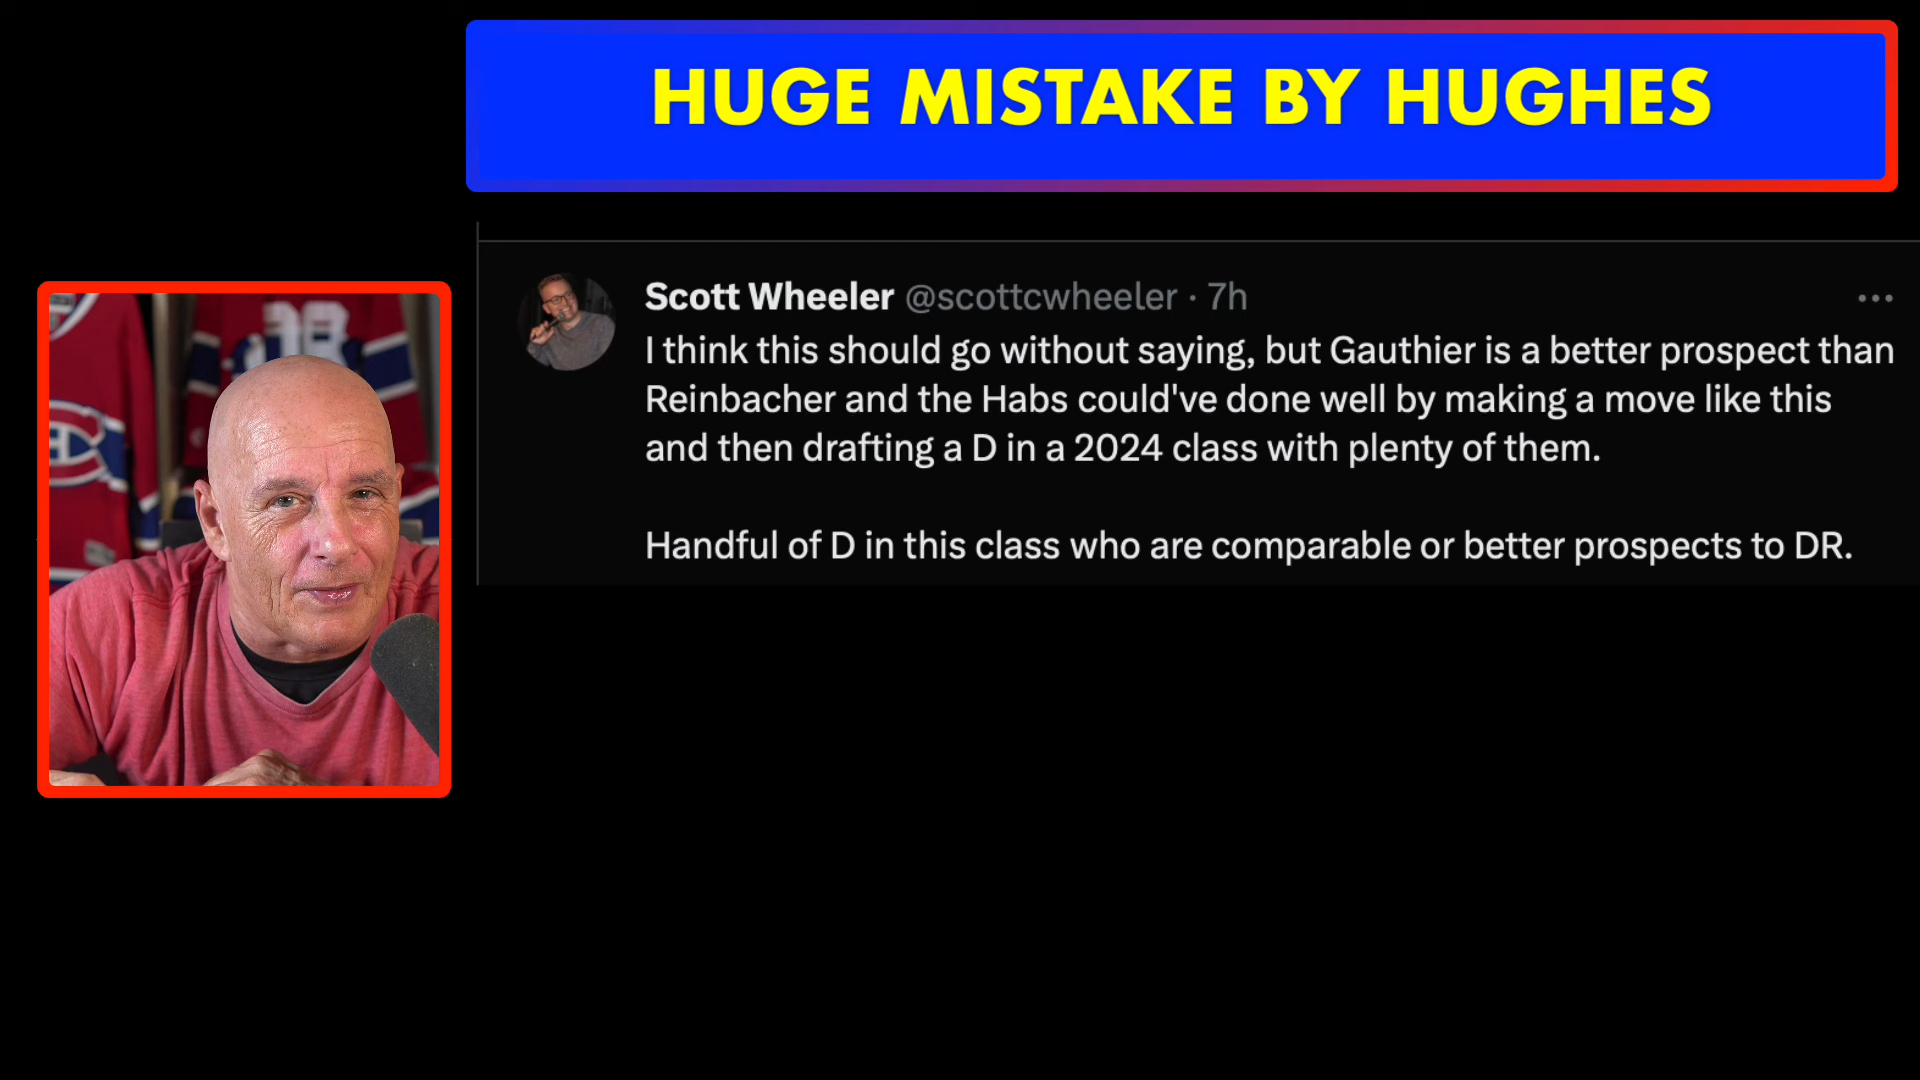 HUGE MISTAKE BY HUGHES
Scott Wheeler @scottcwheeler · 7h
I think this should go without saying, but Gauthier is a better prospect than
Reinbacher and the Habs could've done well by making a move like this
and then drafting a D in a 2024 class with plenty of them.
Handful of D in this class who are comparable or better prospects to DR.